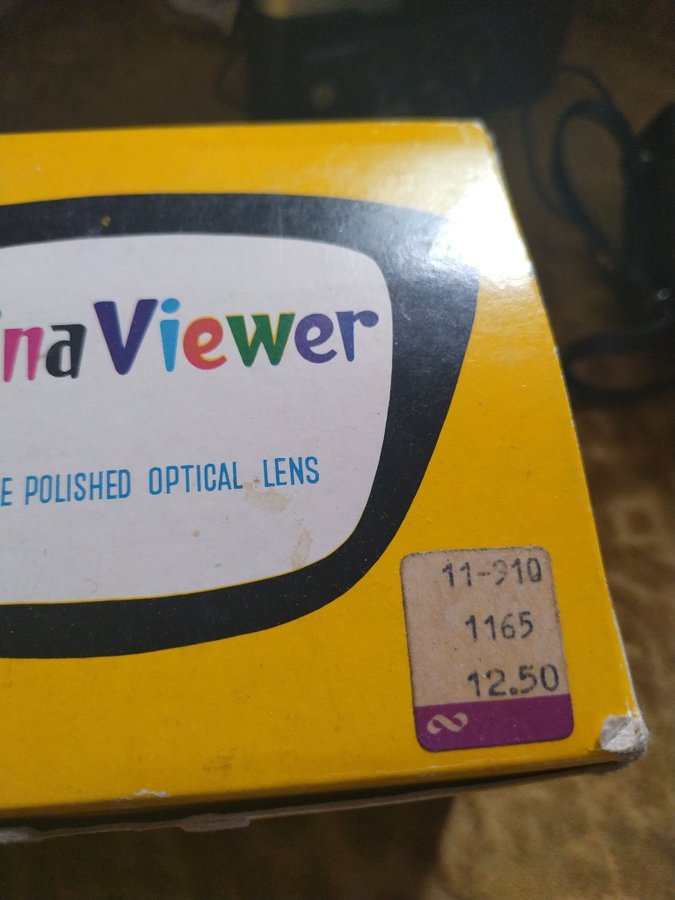 ina Viewer
E POLISHED OPTICAL LENS
11-910
1165
12.50